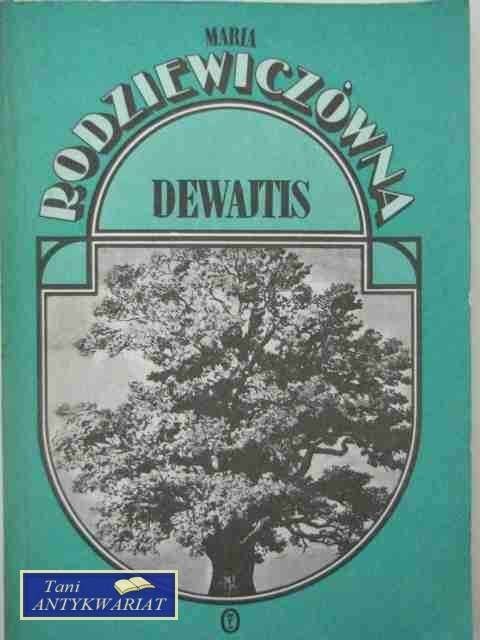 MARIA
RODZIEWICZÓWNA
DEWAJTIS
Tani
ANTYKWARIAT